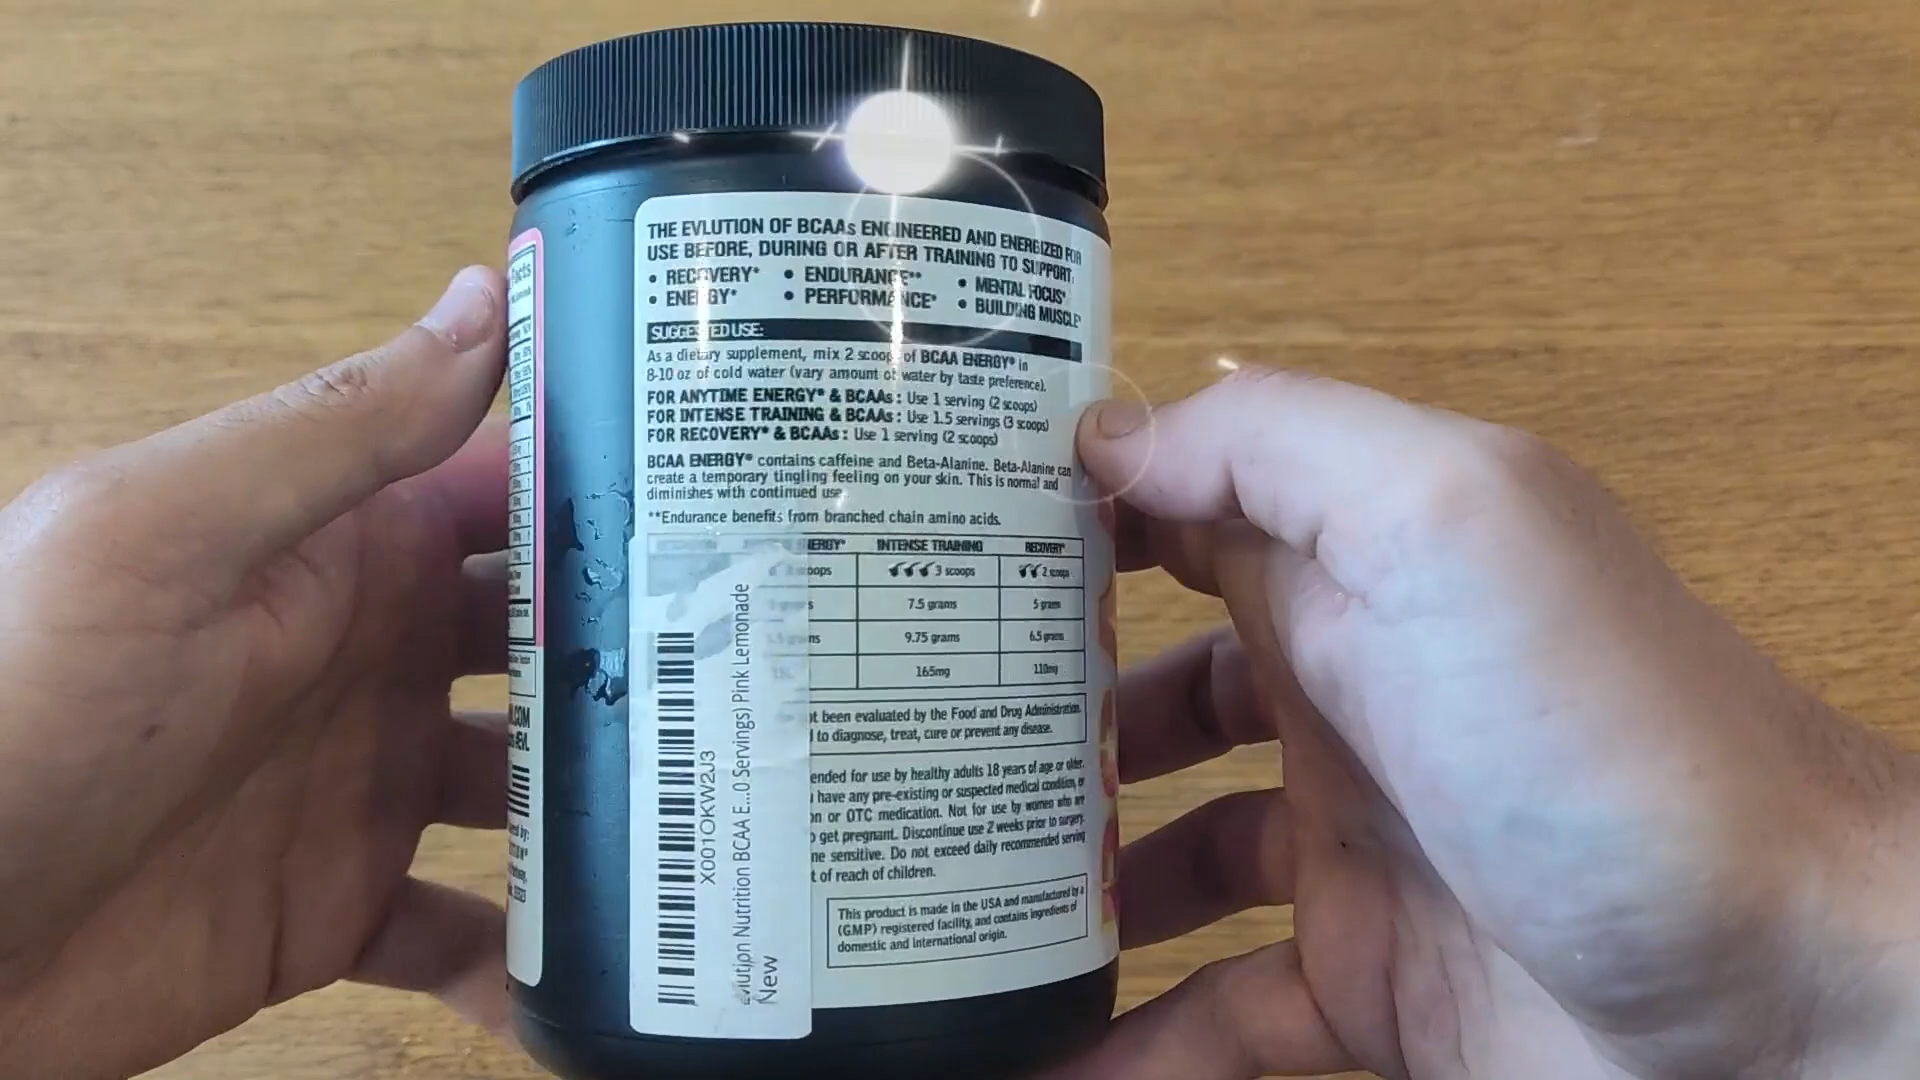 THE EVLUTION OF BCAAs ENGINEERED AND ENERGIZED FOR
USE BEFORE, DURING OR AFTER TRAINING TO SUPPORT:
• RECOVERY* • ENDURANCE** • MENTAL FOCUS*
• ENERGY* • PERFORMANCE* • BUILDING MUSCLE*
SUGGESTED USE:
As a dietary supplement, mix 2 scoops of BCAA ENERGY® in
8-10 oz of cold water (vary amount of water by taste preference).
FOR ANYTIME ENERGY* & BCAAs: Use 1 serving (2 scoops)
FOR INTENSE TRAINING & BCAAs: Use 1.5 servings (3 scoops)
FOR RECOVERY* & BCAAs: Use 1 serving (2 scoops)
BCAA ENERGY® contains caffeine and Beta-Alanine. Beta-Alanine can
create a temporary tingling feeling on your skin. This is normal and
diminishes with continued use.
**Endurance benefits from branched chain amino acids.
ENERGY* INTENSE TRAINING RECOVERY*
scoops 3 scoops 2 scoops
7.5 grams 5 grams
9.75 grams 6.5 grams
165mg 110mg
been evaluated by the Food and Drug Administration.
to diagnose, treat, cure or prevent any disease.
for use by healthy adults 18 years of age or older.
have any pre-existing or suspected medical condition, or
or OTC medication. Not for use by women who are
get pregnant. Discontinue use 2 weeks prior to surgery.
sensitive. Do not exceed daily recommended serving
of reach of children.
This product is made in the USA and manufactured by a
(GMP) registered facility, and contains ingredients of
domestic and international origin.
X001OKW2J3
Evlution Nutrition BCAA E...0 Servings) Pink Lemonade
New
Facts
.COM